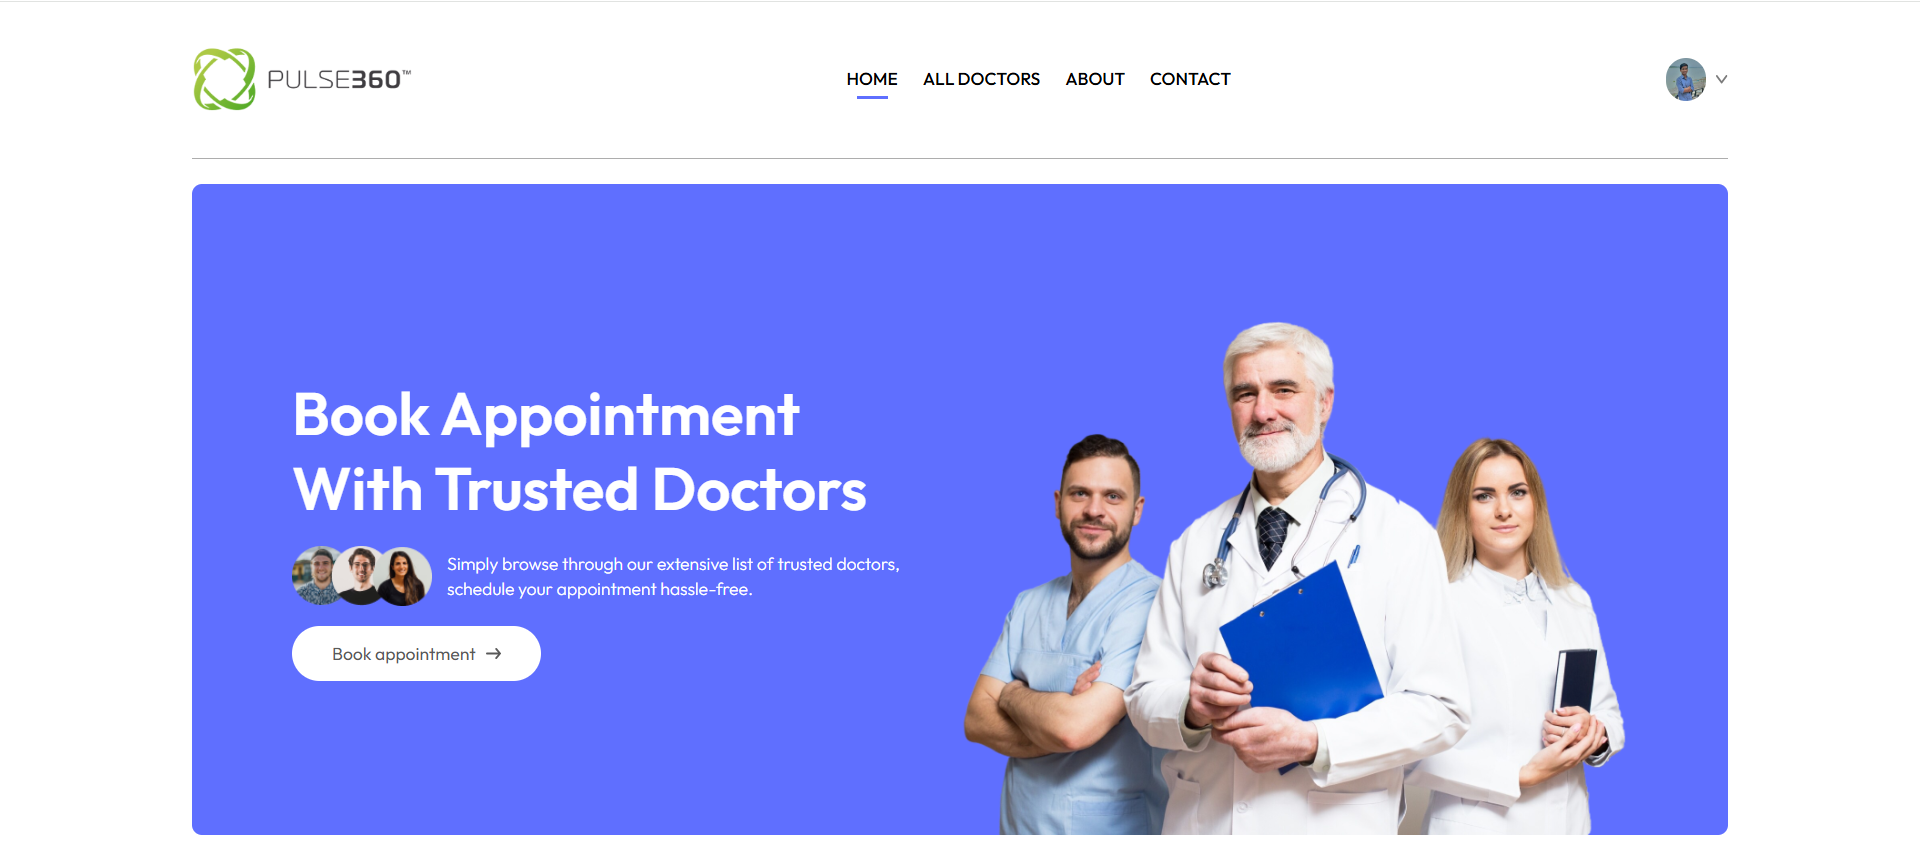 PULSE360™
HOME
ALL DOCTORS
ABOUT
CONTACT
Book Appointment
With Trusted Doctors
Simply browse through our extensive list of trusted doctors,
schedule your appointment hassle-free.
Book appointment →